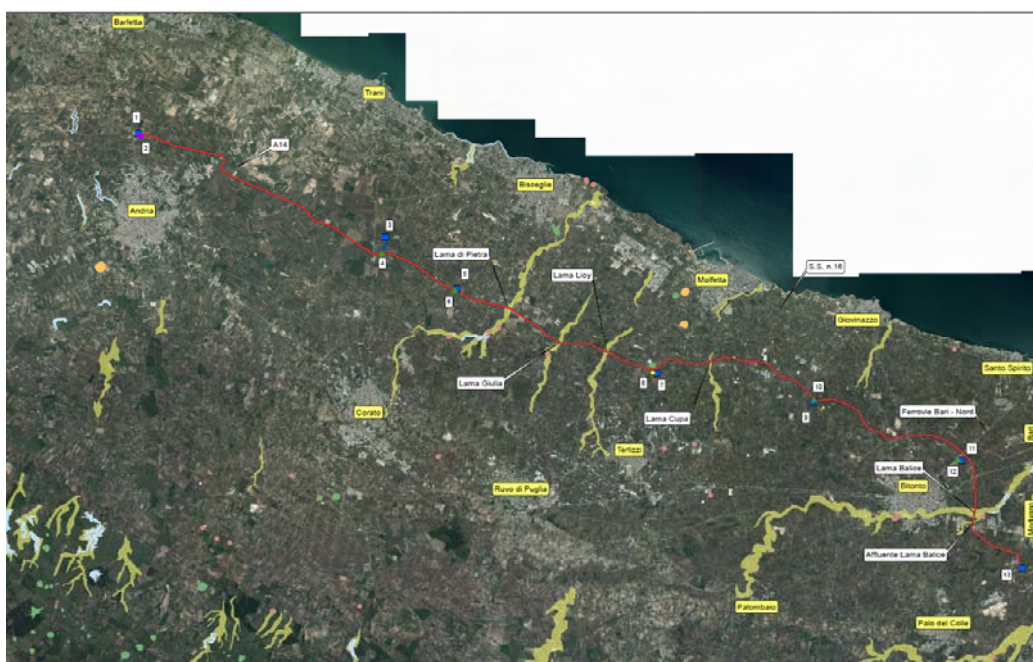 Barletta
Trani
1
2
A14
Bisceglie
Andria
3
Lama di Pietra
4
Lama Lioy
S.S. n.16
5
Molfetta
6
Giovinazzo
Santo Spirito
Lama Giulia
8
7
10
Corato
Lama Cupa
9
Ferrovie Bari - Nord
Terlizzi
11
Lama Balice
12
Bitonto
Ruvo di Puglia
Affluente Lama Balice
13
Palombaio
Palo del Colle